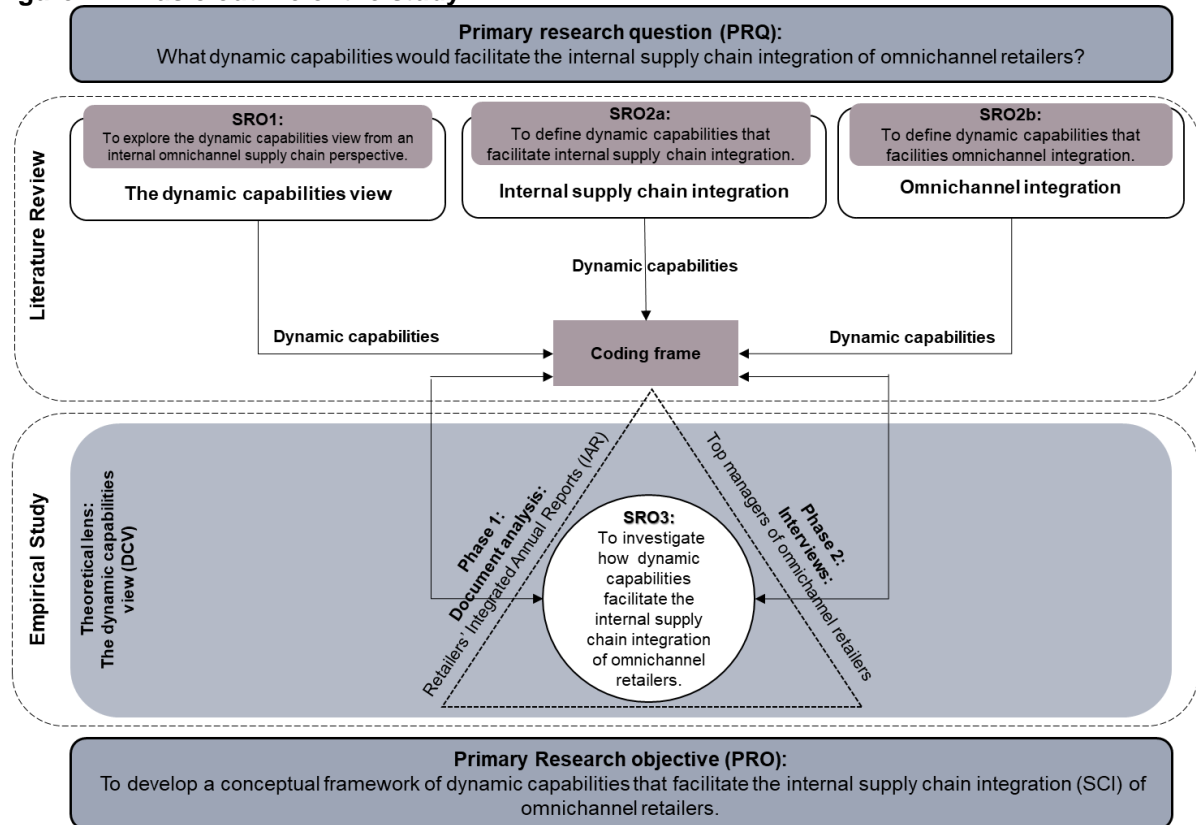 Primary research question (PRQ):
What dynamic capabilities would facilitate the internal supply chain integration of omnichannel retailers?
Literature Review
SRO1:
To explore the dynamic capabilities view from an
internal omnichannel supply chain perspective.
The dynamic capabilities view
SRO2a:
To define dynamic capabilities that
facilitate internal supply chain integration.
Internal supply chain integration
SRO2b:
To define dynamic capabilities that
facilities omnichannel integration.
Omnichannel integration
Dynamic capabilities
Dynamic capabilities
Dynamic capabilities
Coding frame
Empirical Study
Theoretical lens:
The dynamic capabilities
view (DCV)
Phase 1:
Document analysis:
Retailers' Integrated Annual Reports (IAR)
SRO3:
To investigate
how dynamic
capabilities
facilitate the
internal supply
chain integration
of omnichannel
retailers.
Phase 2:
Interviews:
Top managers of omnichannel retailers
Primary Research objective (PRO):
To develop a conceptual framework of dynamic capabilities that facilitate the internal supply chain integration (SCI) of
omnichannel retailers.